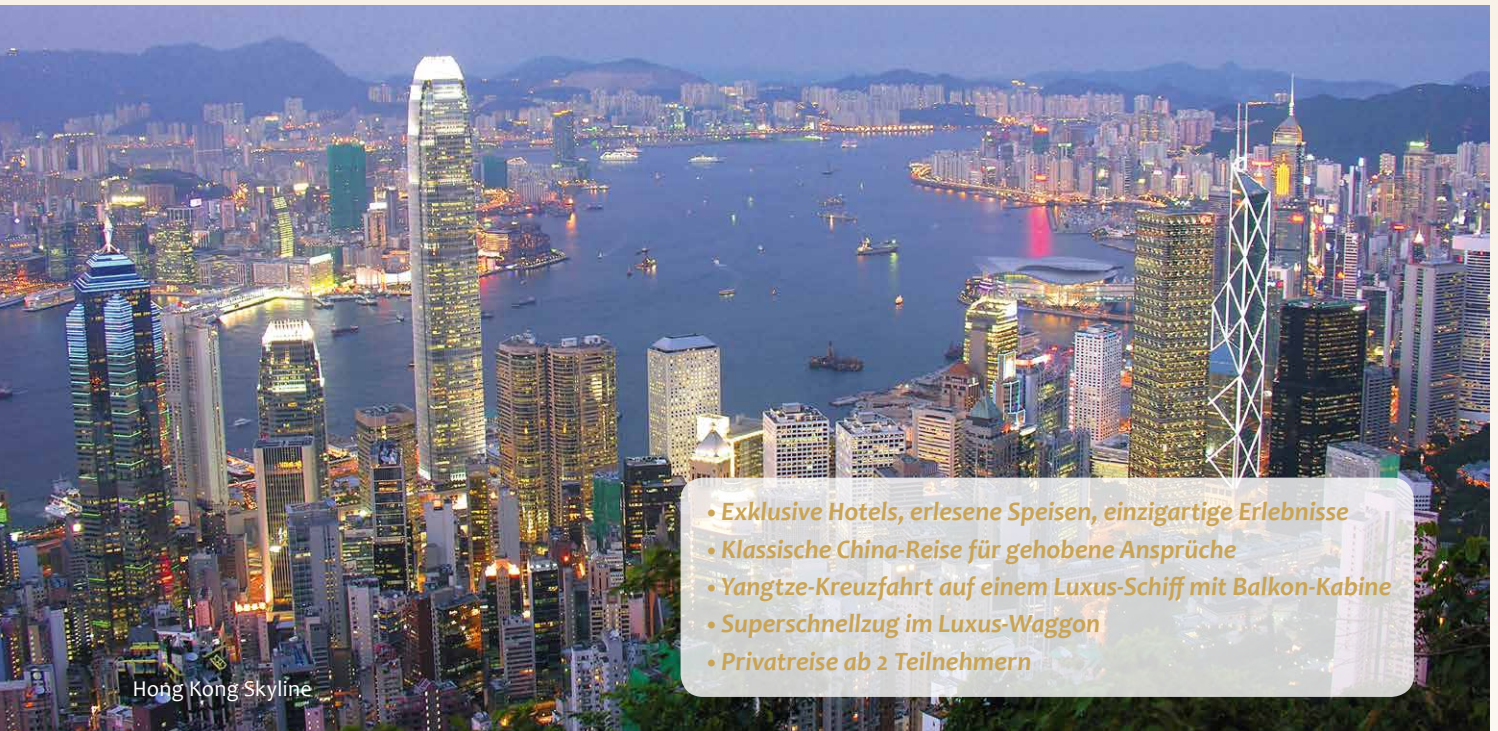 • Exklusive Hotels, erlesene Speisen, einzigartige Erlebnisse
• Klassische China-Reise für gehobene Ansprüche
• Yangtze-Kreuzfahrt auf einem Luxus-Schiff mit Balkon-Kabine
• Superschnellzug im Luxus-Waggon
• Privatreise ab 2 Teilnehmern
Hong Kong Skyline